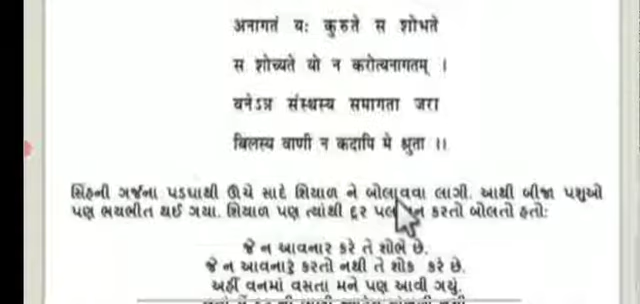 अनागतं यः कुरुते स शोभते
स शोच्यते यो न करोत्यनागतम् ।
वनेऽत्र संस्थस्य समागता जरा
बिलस्य वाणी न कदापि मे श्रुता ।।
સિંહની ગર્જના પડઘાથી ઊંચે સાદે શિયાળ ને બોલાવવા લાગી. આથી બીજા પશુઓ
પણ ભયભીત થઈ ગયા. શિયાળ પણ ત્યાંથી દૂર કરતો બોલતો હતો:
જે ન આવનાર કરે તે શોભે છે.
જે ન આવનારું કરતો નથી તે શોક કરે છે.
અહીં વનમાં વસતા મને પણ આવી ગયું.